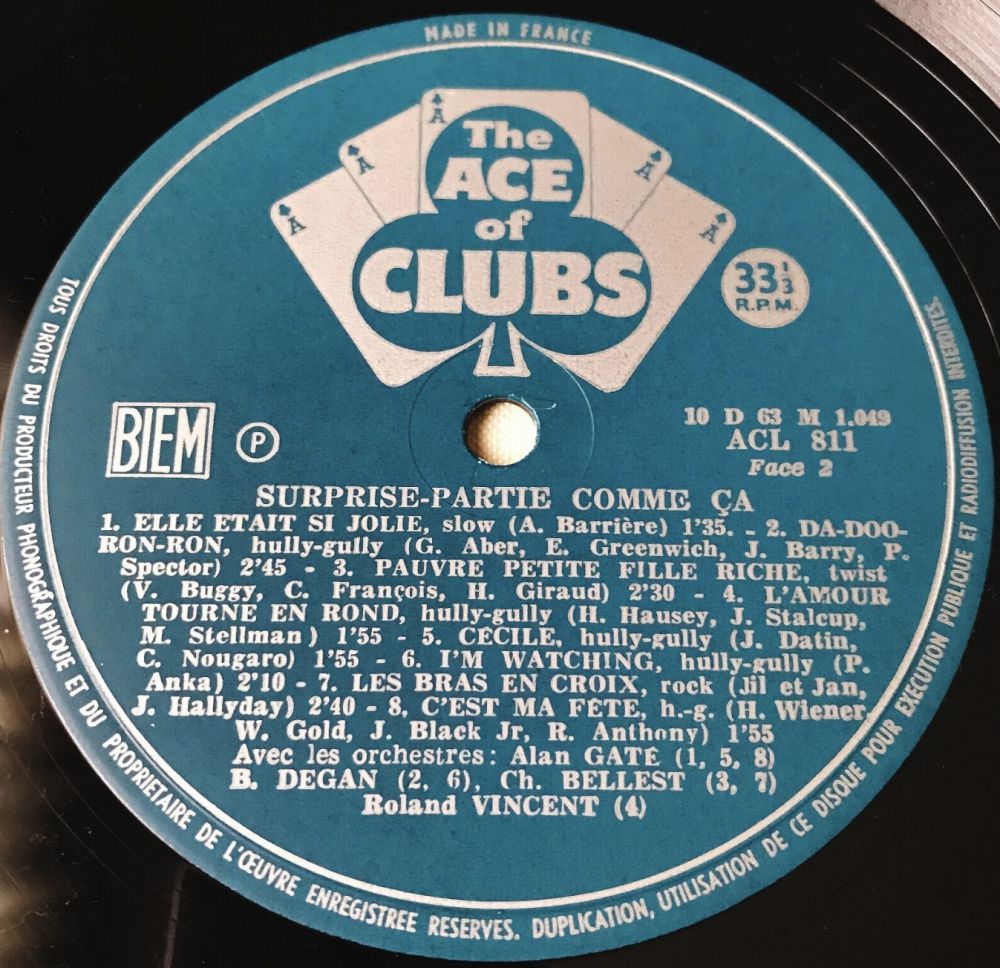 MADE IN FRANCE
A
A
A
A
A
The
ACE
of
CLUBS
33 1/3
R.P.M.
BIEM
P
10 D 63 M 1.049
ACL 811
Face 2
SURPRISE-PARTIE COMME ÇA
1. ELLE ETAIT SI JOLIE, slow (A. Barrière) 1'35. - 2. DA-DOO-
RON-RON, hully-gully (G. Aber, E. Greenwich, J. Barry, P.
Spector) 2'45 - 3. PAUVRE PETITE FILLE RICHE, twist
(V. Buggy, C. François, H. Giraud) 2'30 - 4. L'AMOUR
TOURNE EN ROND, hully-gully (H. Hausey, J. Stalcup,
M. Stellman) 1'55 - 5. CÉCILE, hully-gully (J. Datin,
C. Nougaro) 1'55 - 6. I'M WATCHING, hully-gully (P.
Anka) 2'10 - 7. LES BRAS EN CROIX, rock (Jil et Jan,
J. Hallyday) 2'40 - 8. C'EST MA FÊTE, h.-g. (H. Wiener,
W. Gold, J. Black Jr, R. Anthony) 1'55
Avec les orchestres: Alan GATÉ (1, 5, 8)
B. DEGAN (2, 6), Ch. BELLEST (3, 7)
Roland VINCENT (4)
TOUS DROITS DU PRODUCTEUR PHONOGRAPHIQUE ET DU PROPRIETAIRE DE L'ŒUVRE ENREGISTREE RESERVES. DUPLICATION, UTILISATION DE CE DISQUE POUR EXECUTION PUBLIQUE ET RADIODIFFUSION INTERDITES.